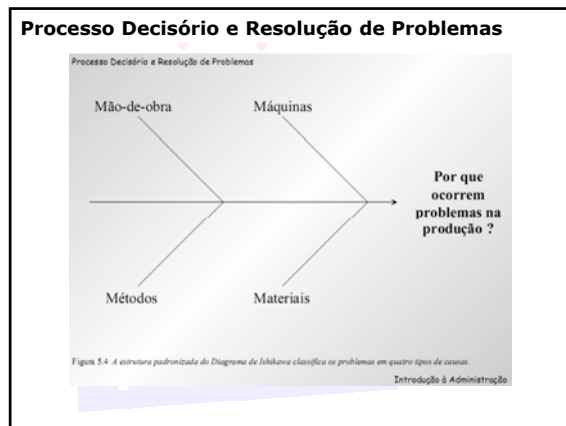 Processo Decisório e Resolução de Problemas
Processo Decisório e Resolução de Problemas
Mão-de-obra
Máquinas
Por que
ocorrem
problemas na
produção ?
Métodos
Materiais
Figura 5.4 A estrutura padronizada do Diagrama de Ishikawa classifica os problemas em quatro tipos de causas.
Introdução à Administração